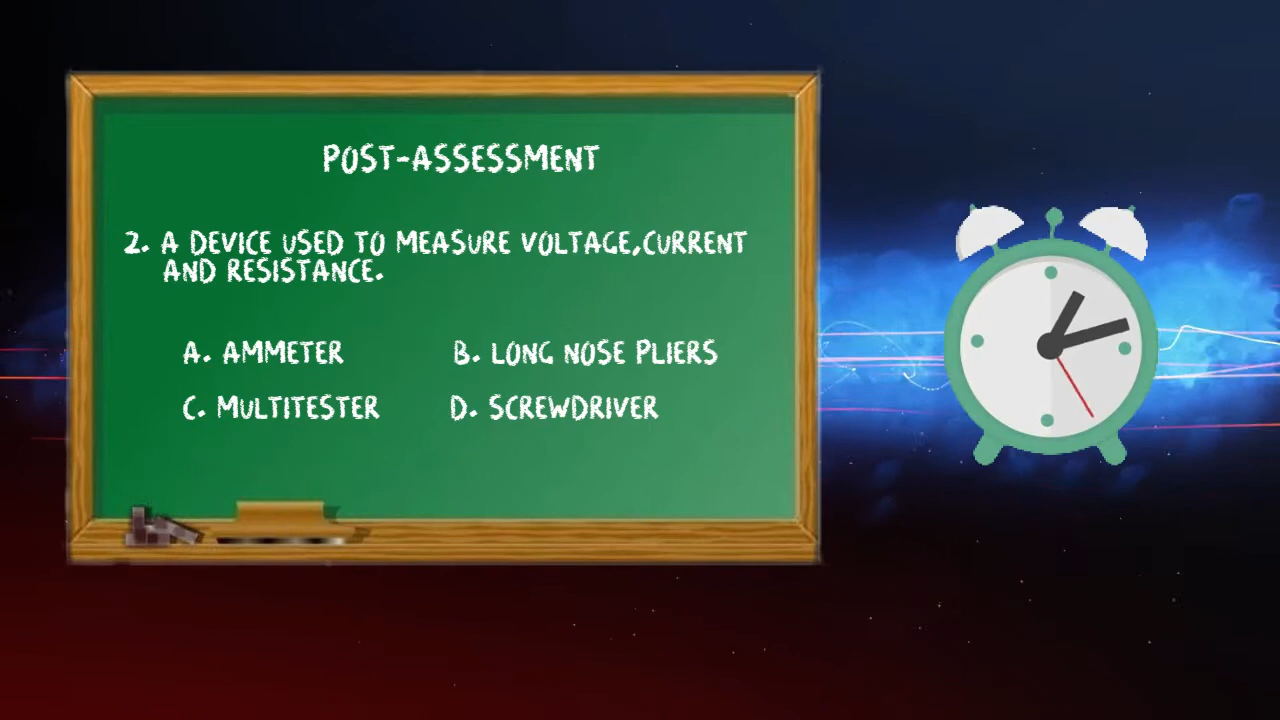 POST-ASSESSMENT
2. A DEVICE USED TO MEASURE VOLTAGE,CURRENT
AND RESISTANCE.
A. AMMETER B. LONG NOSE PLIERS
C. MULTITESTER D. SCREWDRIVER